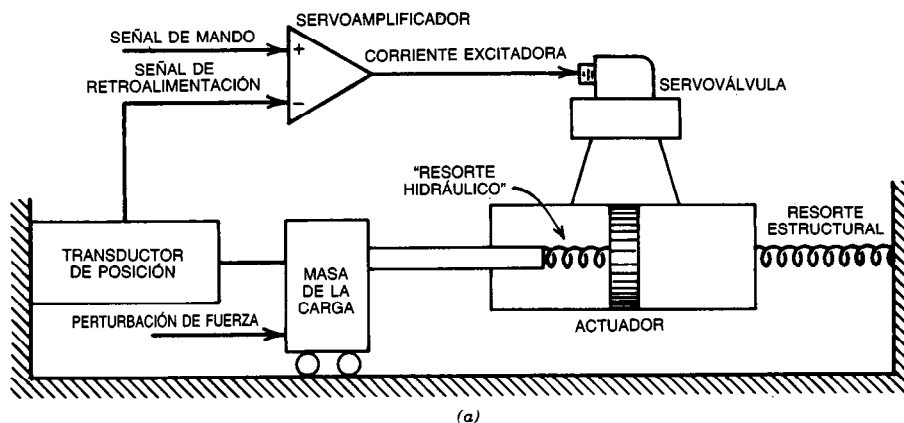 SERVOAMPLIFICADOR
SEÑAL DE MANDO
+
CORRIENTE EXCITADORA
SEÑAL DE
RETROALIMENTACIÓN
−
SERVOVÁLVULA
"RESORTE
HIDRÁULICO"
RESORTE
ESTRUCTURAL
TRANSDUCTOR
DE POSICIÓN
MASA
DE LA
CARGA
PERTURBACIÓN DE FUERZA
ACTUADOR
(a)